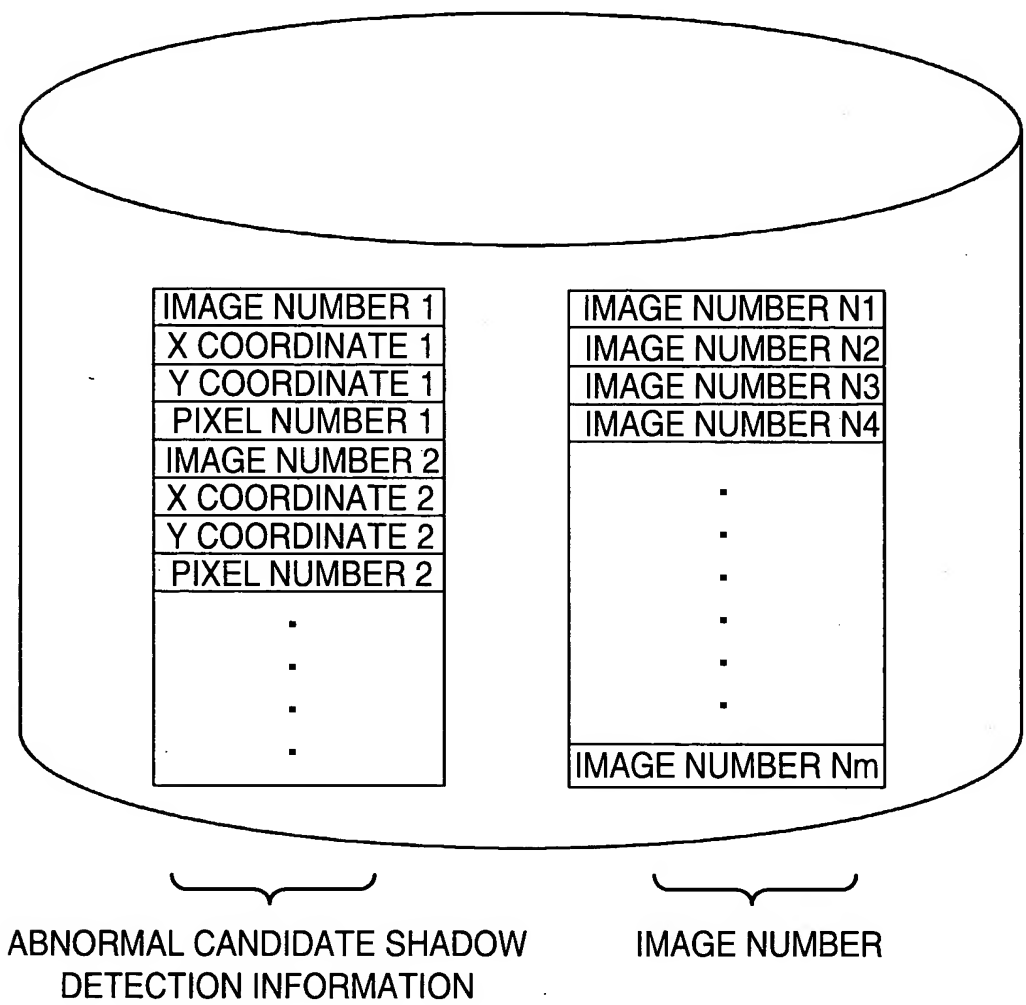 IMAGE NUMBER 1
X COORDINATE 1
Y COORDINATE 1
PIXEL NUMBER 1
IMAGE NUMBER 2
X COORDINATE 2
Y COORDINATE 2
PIXEL NUMBER 2
IMAGE NUMBER N1
IMAGE NUMBER N2
IMAGE NUMBER N3
IMAGE NUMBER N4
IMAGE NUMBER Nm
ABNORMAL CANDIDATE SHADOW
DETECTION INFORMATION
IMAGE NUMBER